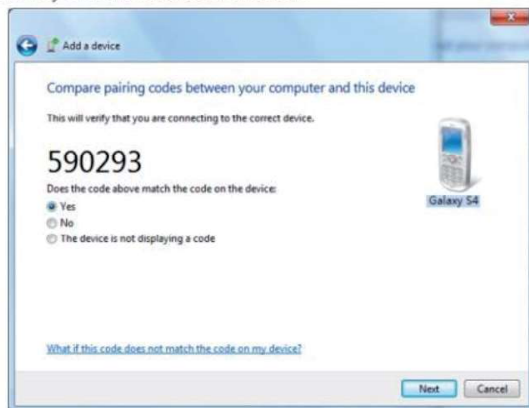 Add a device
Compare pairing codes between your computer and this device
This will verify that you are connecting to the correct device.
590293
Does the code above match the code on the device:
Yes
No
The device is not displaying a code
Galaxy S4
What if this code does not match the code on my device?
Next
Cancel